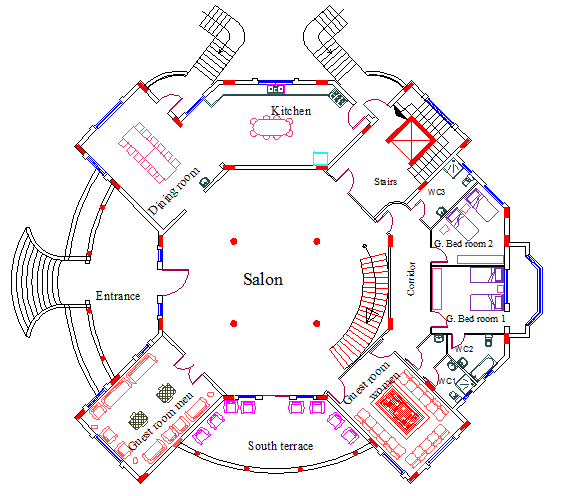 Kitchen
Dining room
Stairs
WC3
G. Bed room 2
Salon
Corridor
Entrance
G. Bed room 1
WC2
WC1
Guest room
women
Guest room men
South terrace